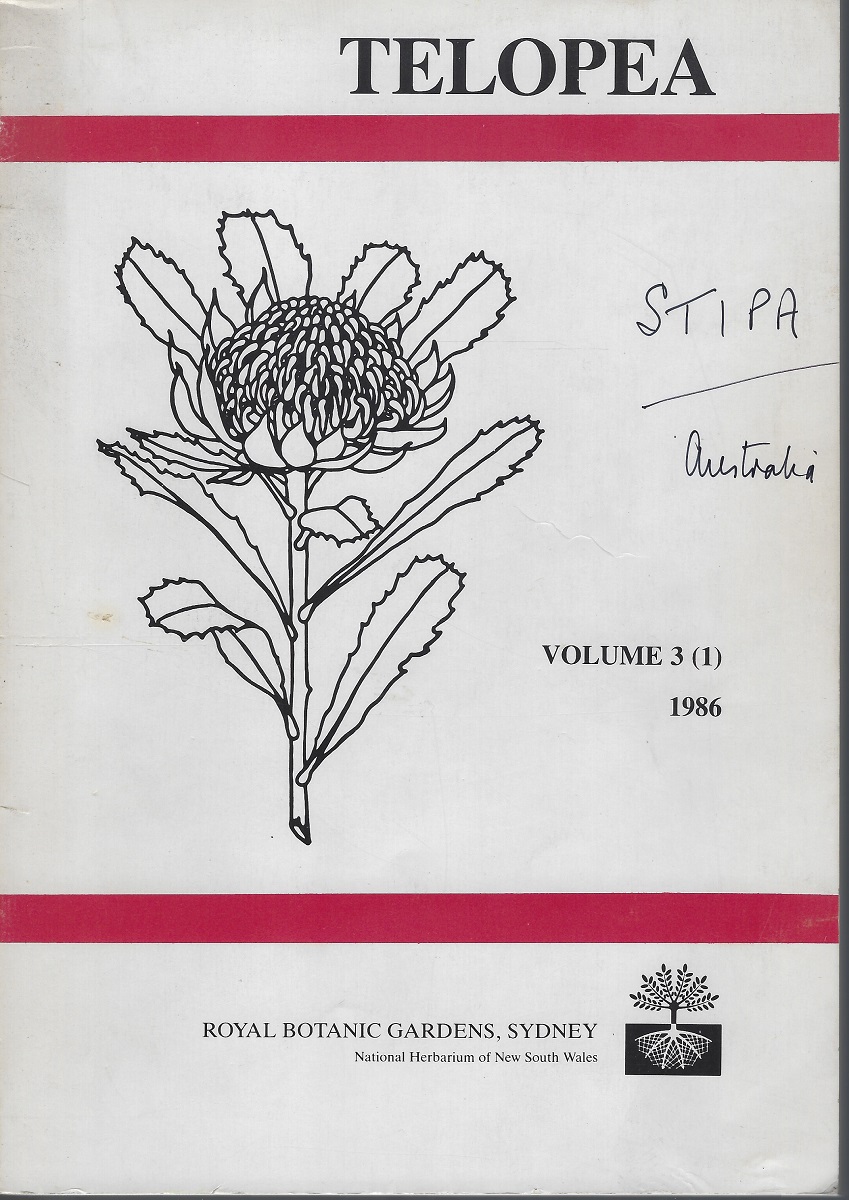 TELOPEA
STIPA
Australia
VOLUME 3 (1)
1986
ROYAL BOTANIC GARDENS, SYDNEY
National Herbarium of New South Wales